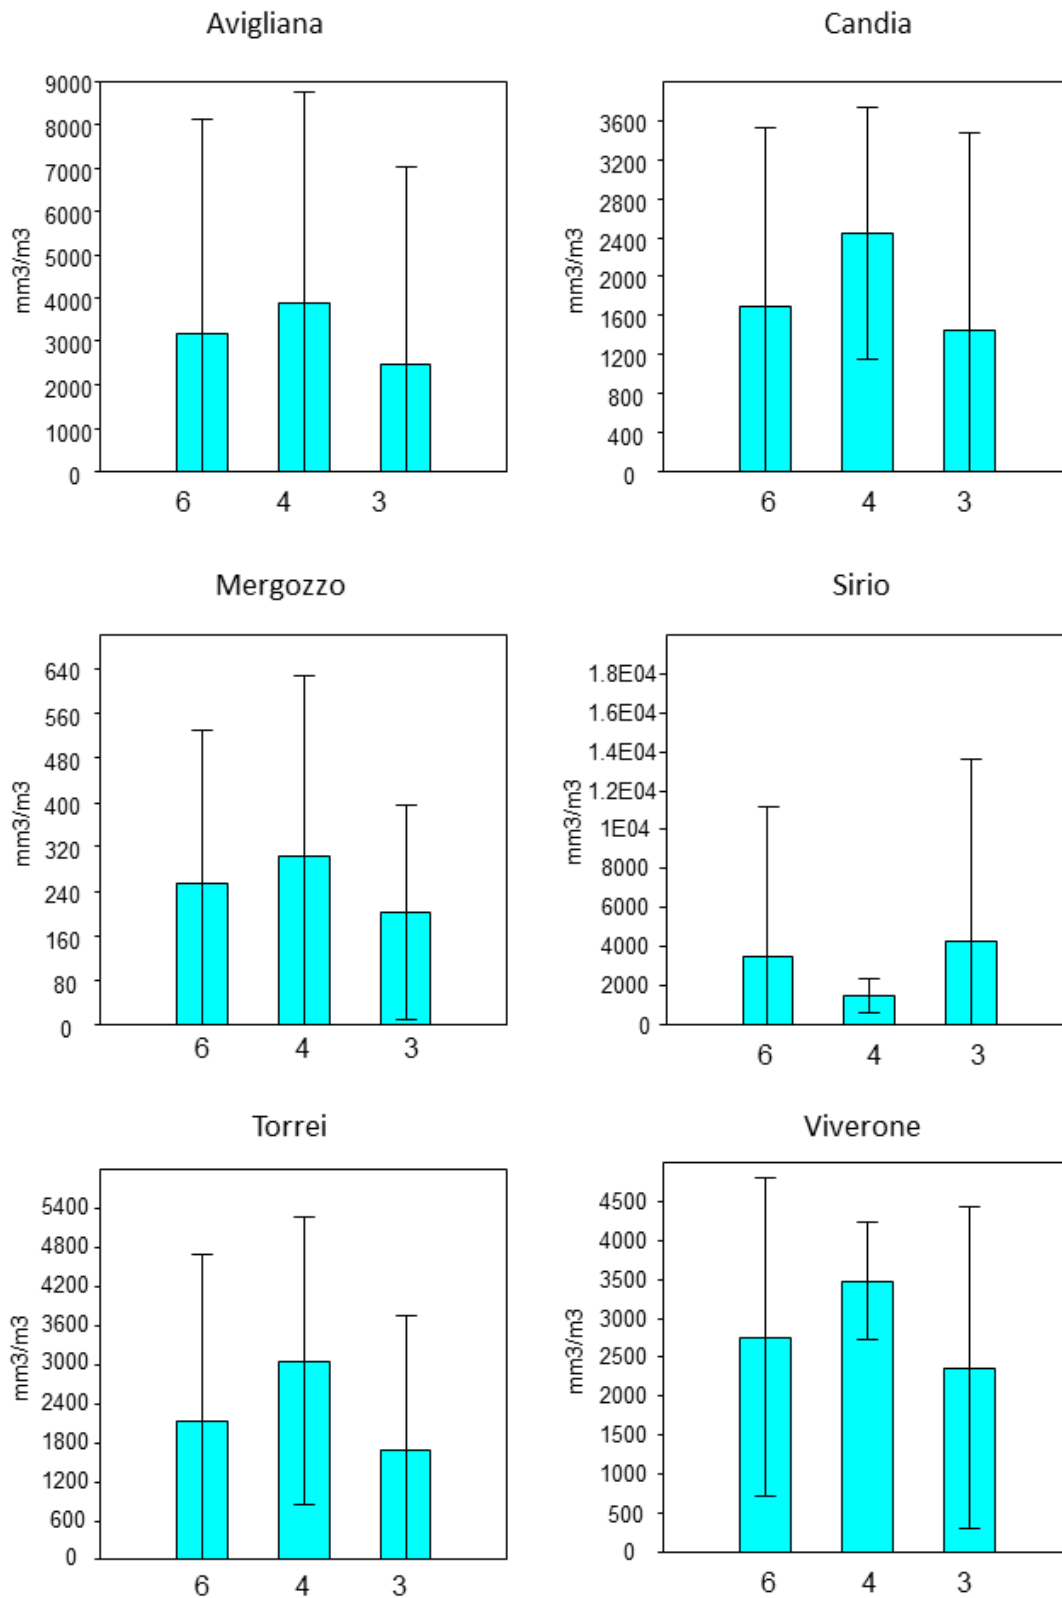 Avigliana
9000
8000
7000
6000
5000
4000
3000
2000
1000
0
mm3/m3
6 4 3
Candia
3600
3200
2800
2400
2000
1600
1200
800
400
0
mm3/m3
6 4 3
Mergozzo
640
560
480
400
320
240
160
80
0
mm3/m3
6 4 3
Sirio
1.8E04
1.6E04
1.4E04
1.2E04
1E04
8000
6000
4000
2000
0
mm3/m3
6 4 3
Torrei
5400
4800
4200
3600
3000
2400
1800
1200
600
0
mm3/m3
6 4 3
Viverone
4500
4000
3500
3000
2500
2000
1500
1000
500
0
mm3/m3
6 4 3